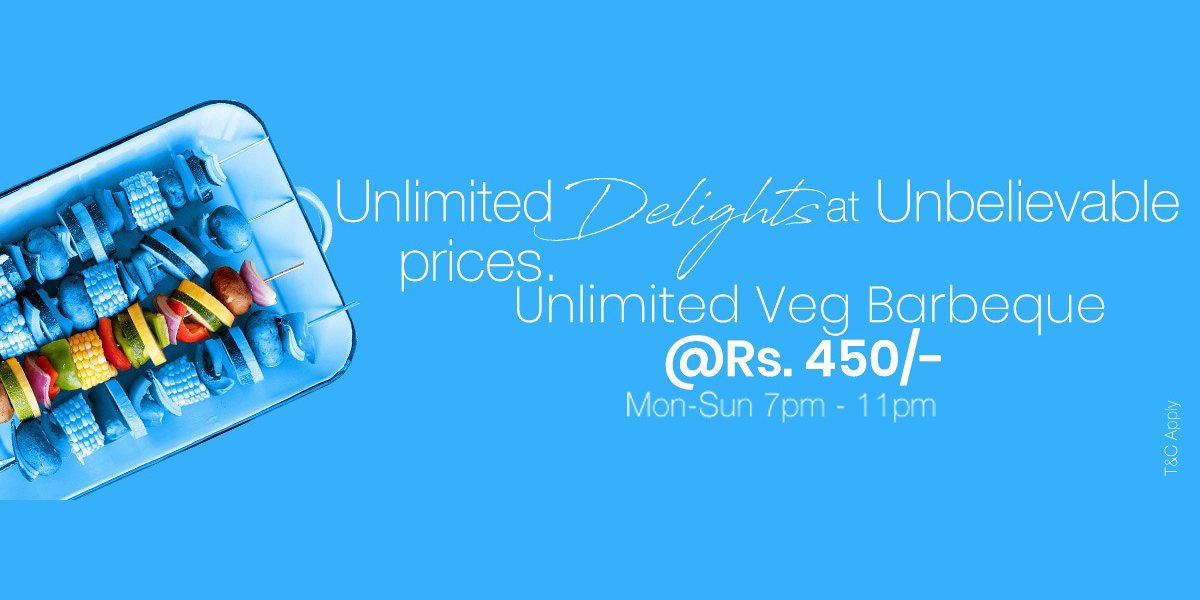 Unlimited Delights at Unbelievable
prices.
Unlimited Veg Barbeque
@Rs. 450/-
Mon-Sun 7pm - 11pm
T&C Apply